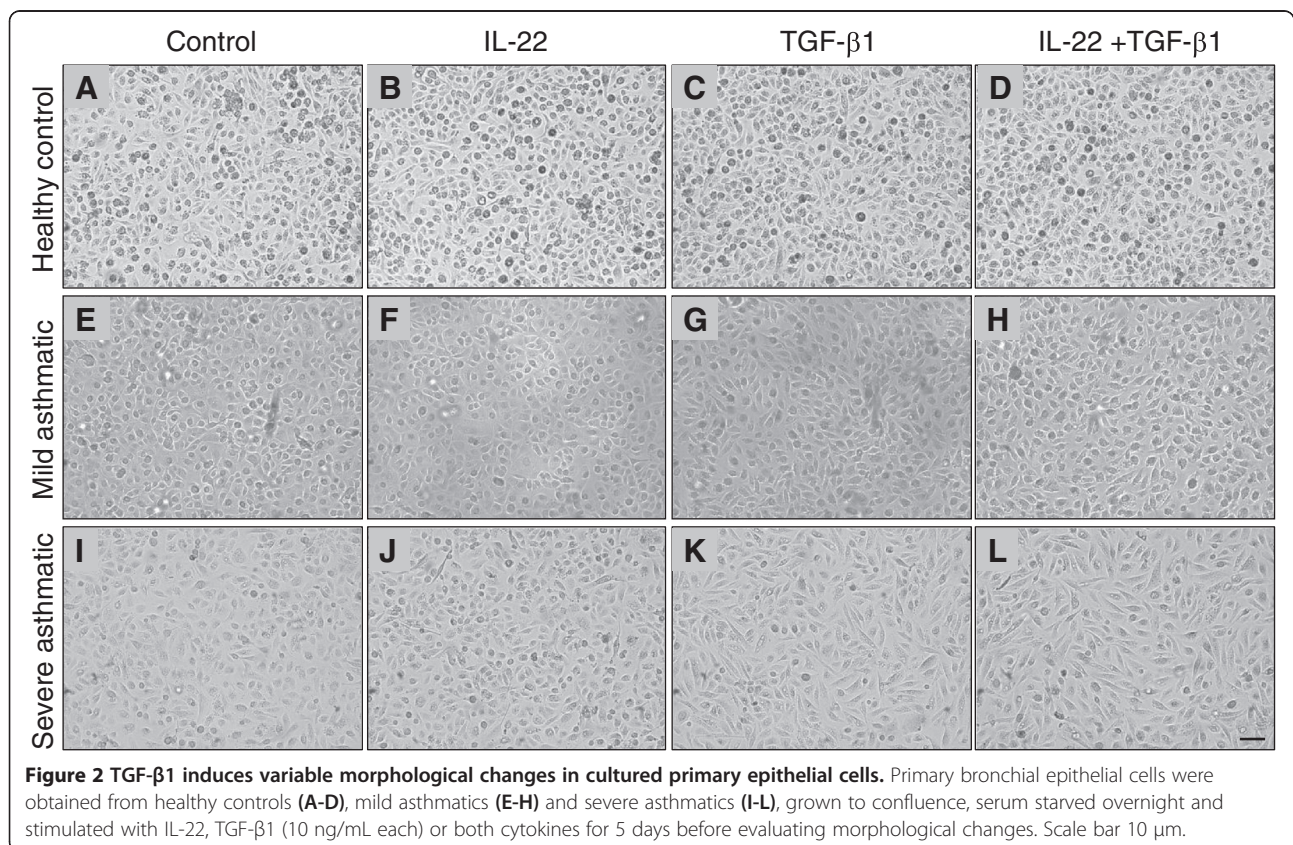 Control IL-22 TGF-β1 IL-22 +TGF-β1
Healthy control
A B C D
Mild asmathic
E F G H
Severe asthmatic
I J K L
Figure 2 TGF-β1 induces variable morphological changes in cultured primary epithelial cells. Primary bronchial epithelial cells were
obtained from healthy controls (A-D), mild asthmatics (E-H) and severe asthmatics (I-L), grown to confluence, serum starved overnight and
stimulated with IL-22, TGF-β1 (10 ng/mL each) or both cytokines for 5 days before evaluating morphological changes. Scale bar 10 μm.